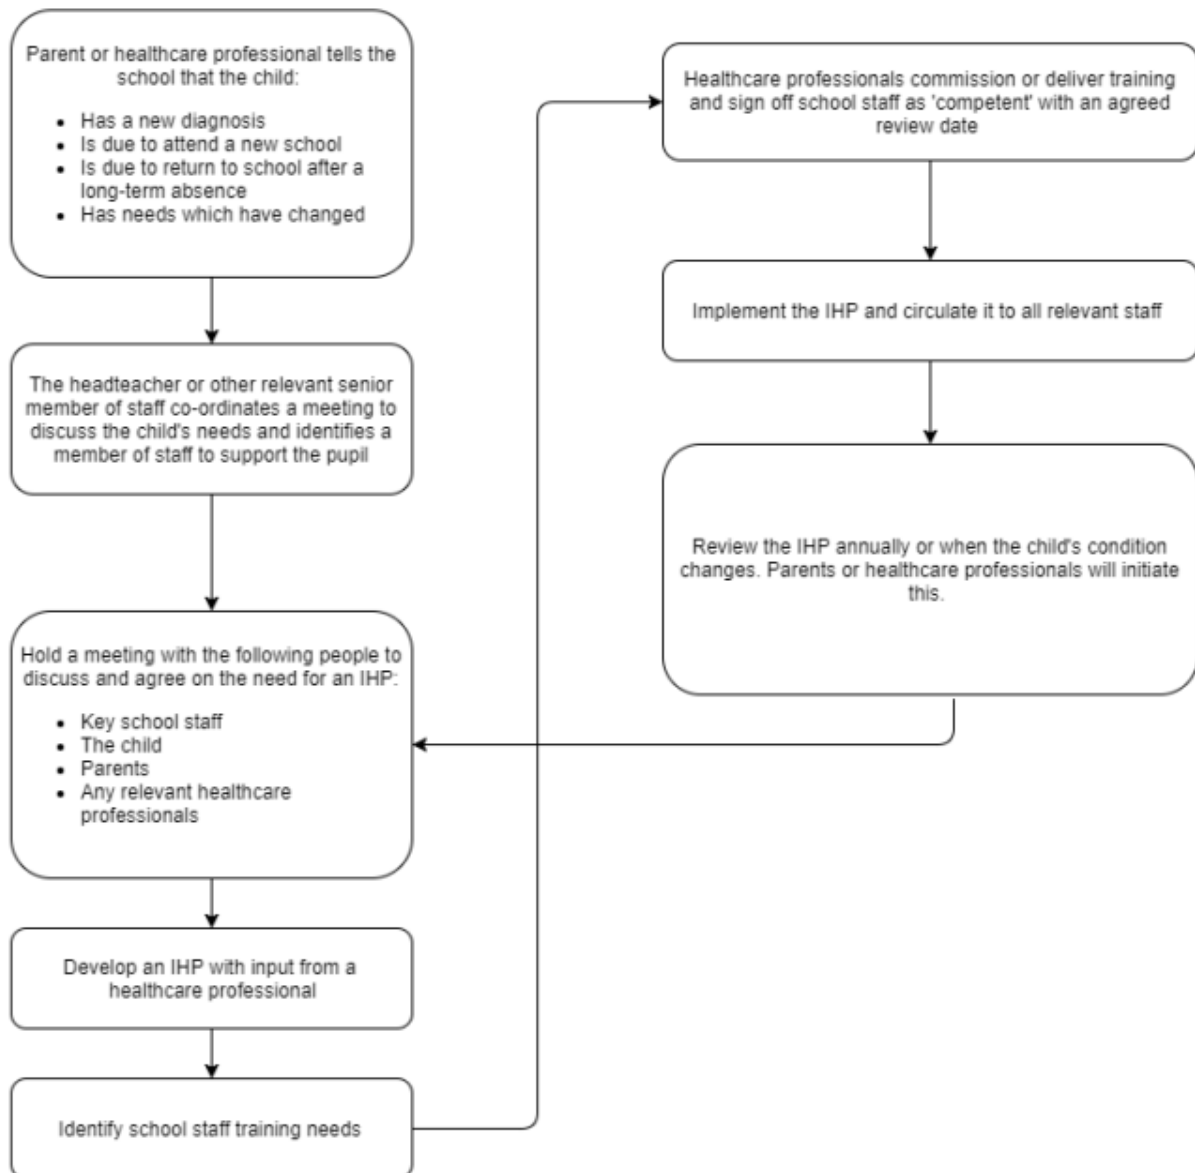 Parent or healthcare professional tells the
school that the child:
• Has a new diagnosis
• Is due to attend a new school
• Is due to return to school after a
long-term absence
• Has needs which have changed
The headteacher or other relevant senior
member of staff co-ordinates a meeting to
discuss the child's needs and identifies a
member of staff to support the pupil
Hold a meeting with the following people to
discuss and agree on the need for an IHP:
• Key school staff
• The child
• Parents
• Any relevant healthcare
professionals
Develop an IHP with input from a
healthcare professional
Identify school staff training needs
Healthcare professionals commission or deliver training
and sign off school staff as 'competent' with an agreed
review date
Implement the IHP and circulate it to all relevant staff
Review the IHP annually or when the child's condition
changes. Parents or healthcare professionals will initiate
this.